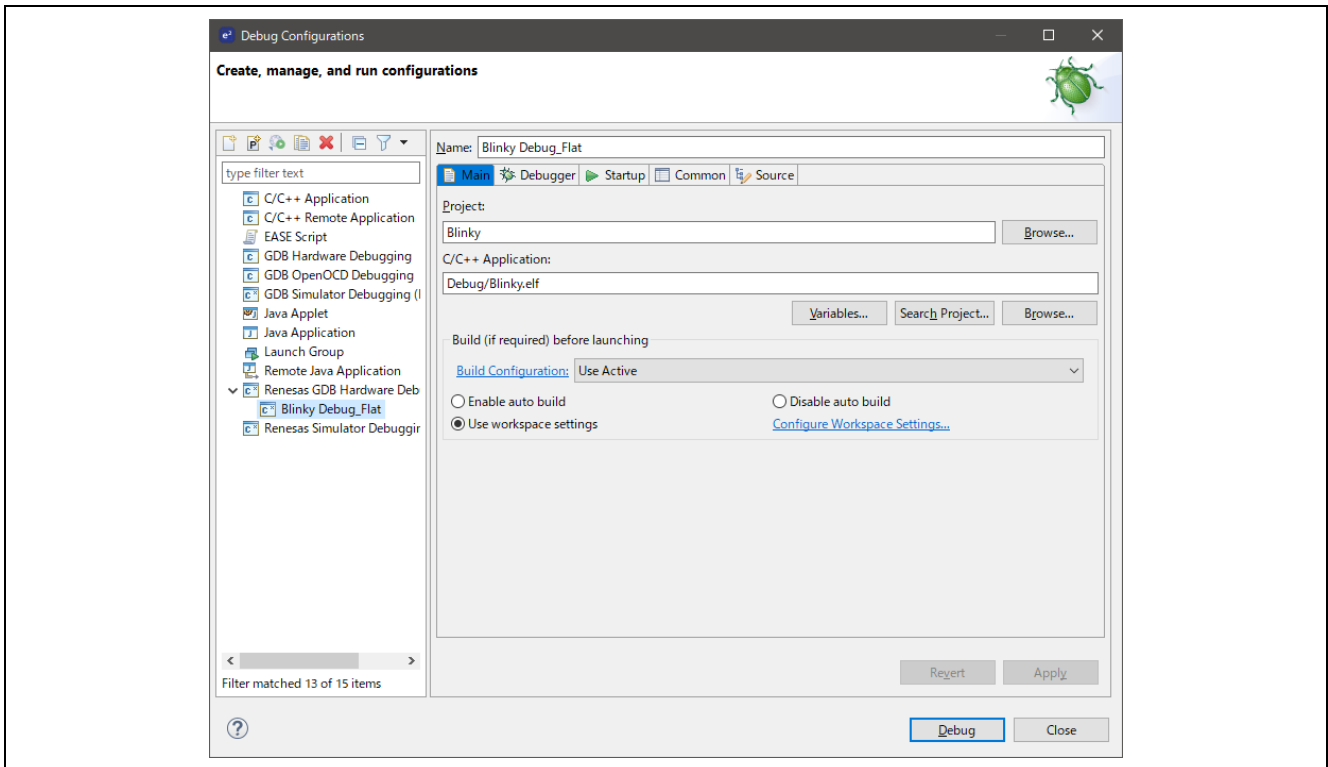 e² Debug Configurations
Create, manage, and run configurations
type filter text
C/C++ Application
C/C++ Remote Application
EASE Script
GDB Hardware Debugging
GDB OpenOCD Debugging
GDB Simulator Debugging (
Java Applet
Java Application
Launch Group
Remote Java Application
Renesas GDB Hardware Deb
Blinky Debug_Flat
Renesas Simulator Debuggin
Filter matched 13 of 15 items
Name: Blinky Debug_Flat
Main Debugger Startup Common Source
Project:
Blinky Browse...
C/C++ Application:
Debug/Blinky.elf
Variables... Search Project... Browse...
Build (if required) before launching
Build Configuration: Use Active
Enable auto build Disable auto build
Use workspace settings Configure Workspace Settings...
Revert Apply
Debug Close